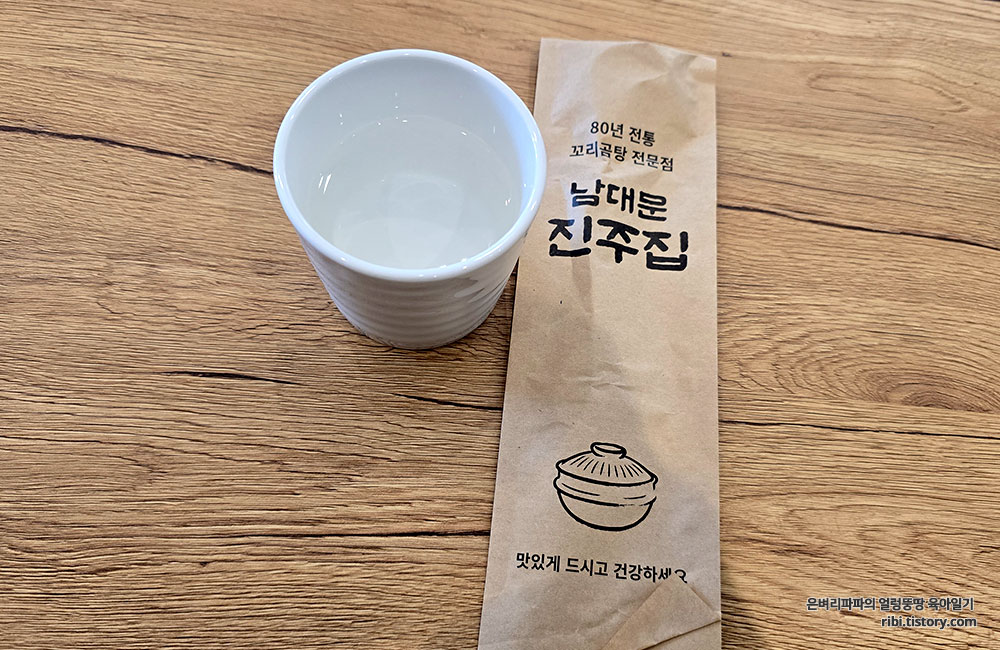 80년 전통
꼬리곰탕 전문점
남대문
진주집
맛있게 드시고 건강하세요
은벼리파파의 얼렁뚱땅 육아일기
ribi.tistory.com